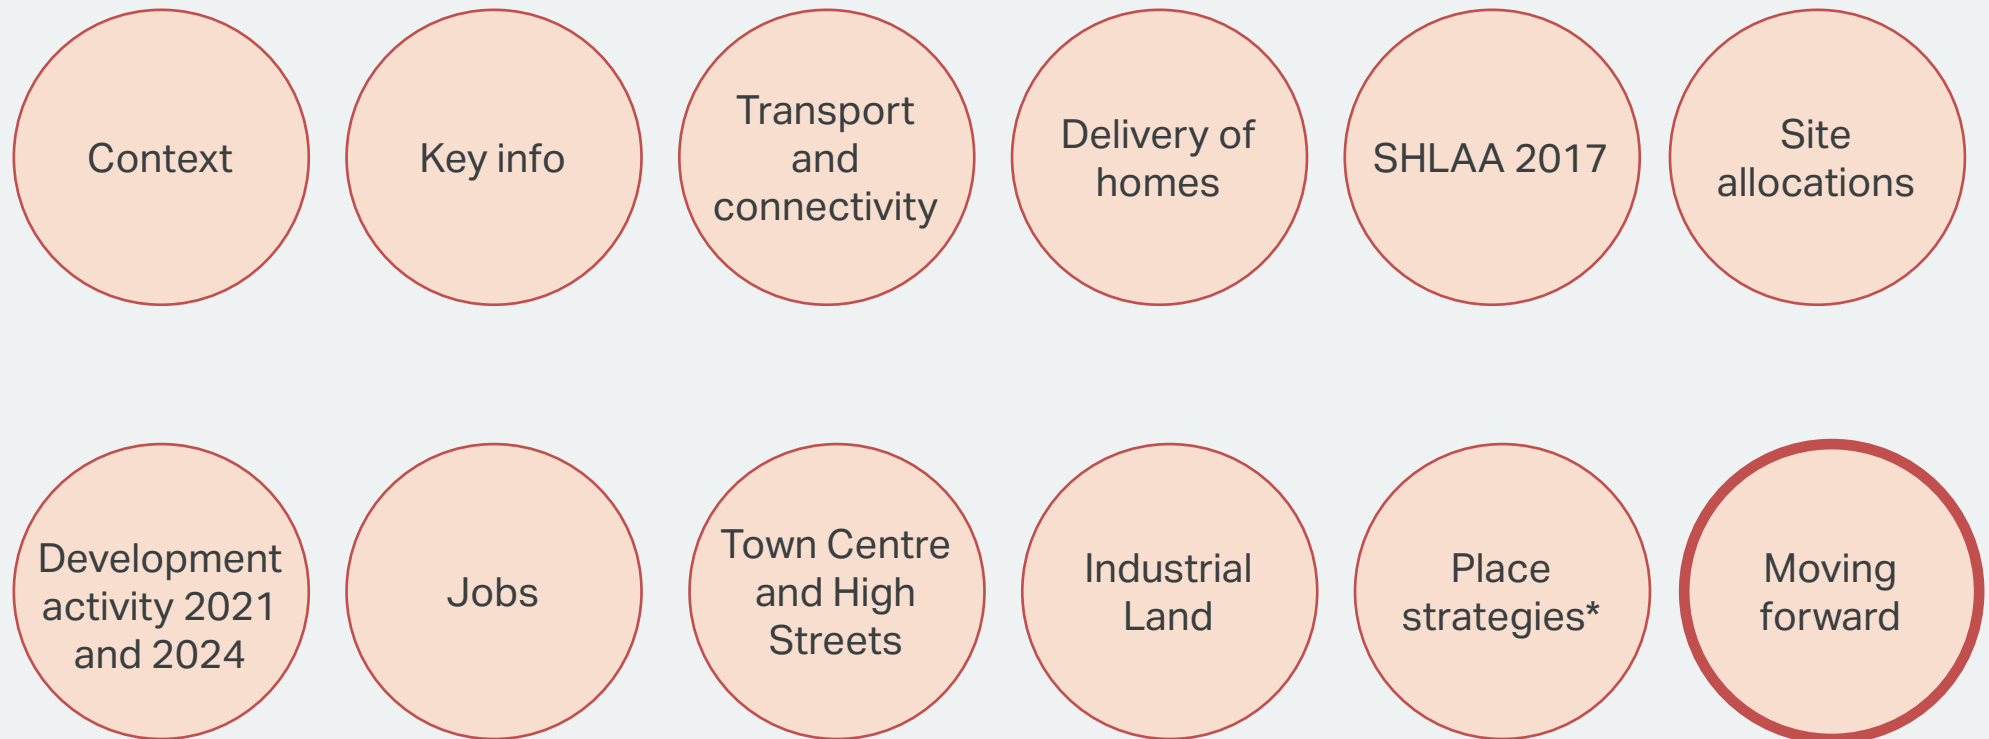 Context
Key info
Transport
and
connectivity
Delivery of
homes
SHLAA 2017
Site
allocations
Development
activity 2021
and 2024
Jobs
Town Centre
and High
Streets
Industrial
Land
Place
strategies*
Moving
forward